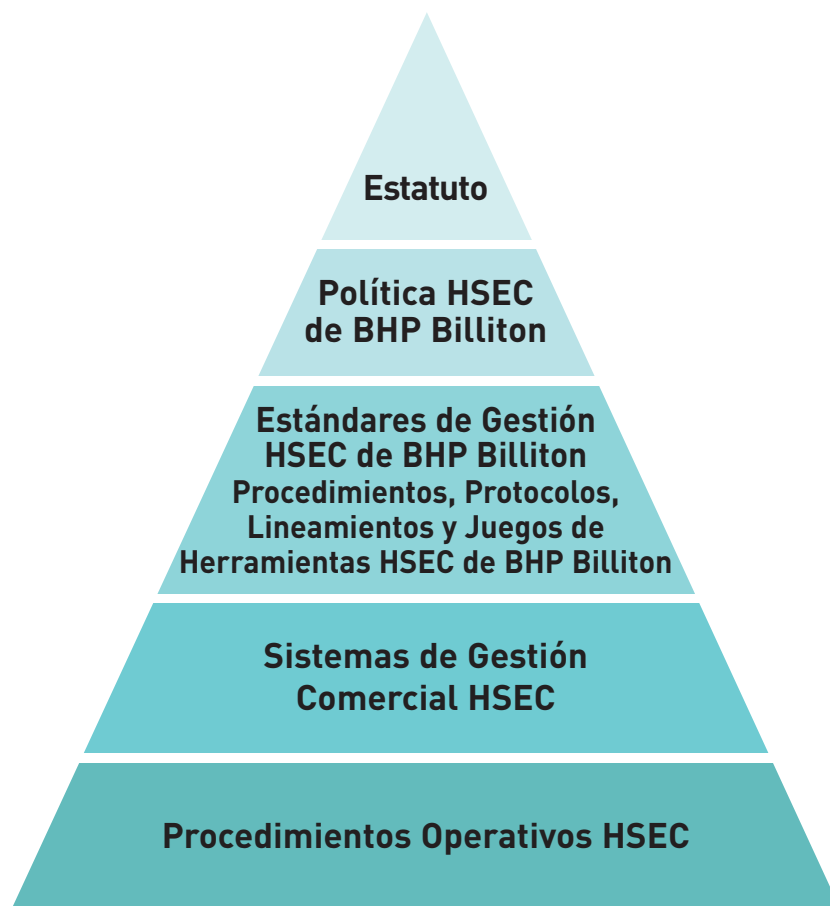 Estatuto
Política HSEC
de BHP Billiton
Estándares de Gestión
HSEC de BHP Billiton
Procedimientos, Protocolos,
Lineamientos y Juegos de
Herramientas HSEC de BHP Billiton
Sistemas de Gestión
Comercial HSEC
Procedimientos Operativos HSEC